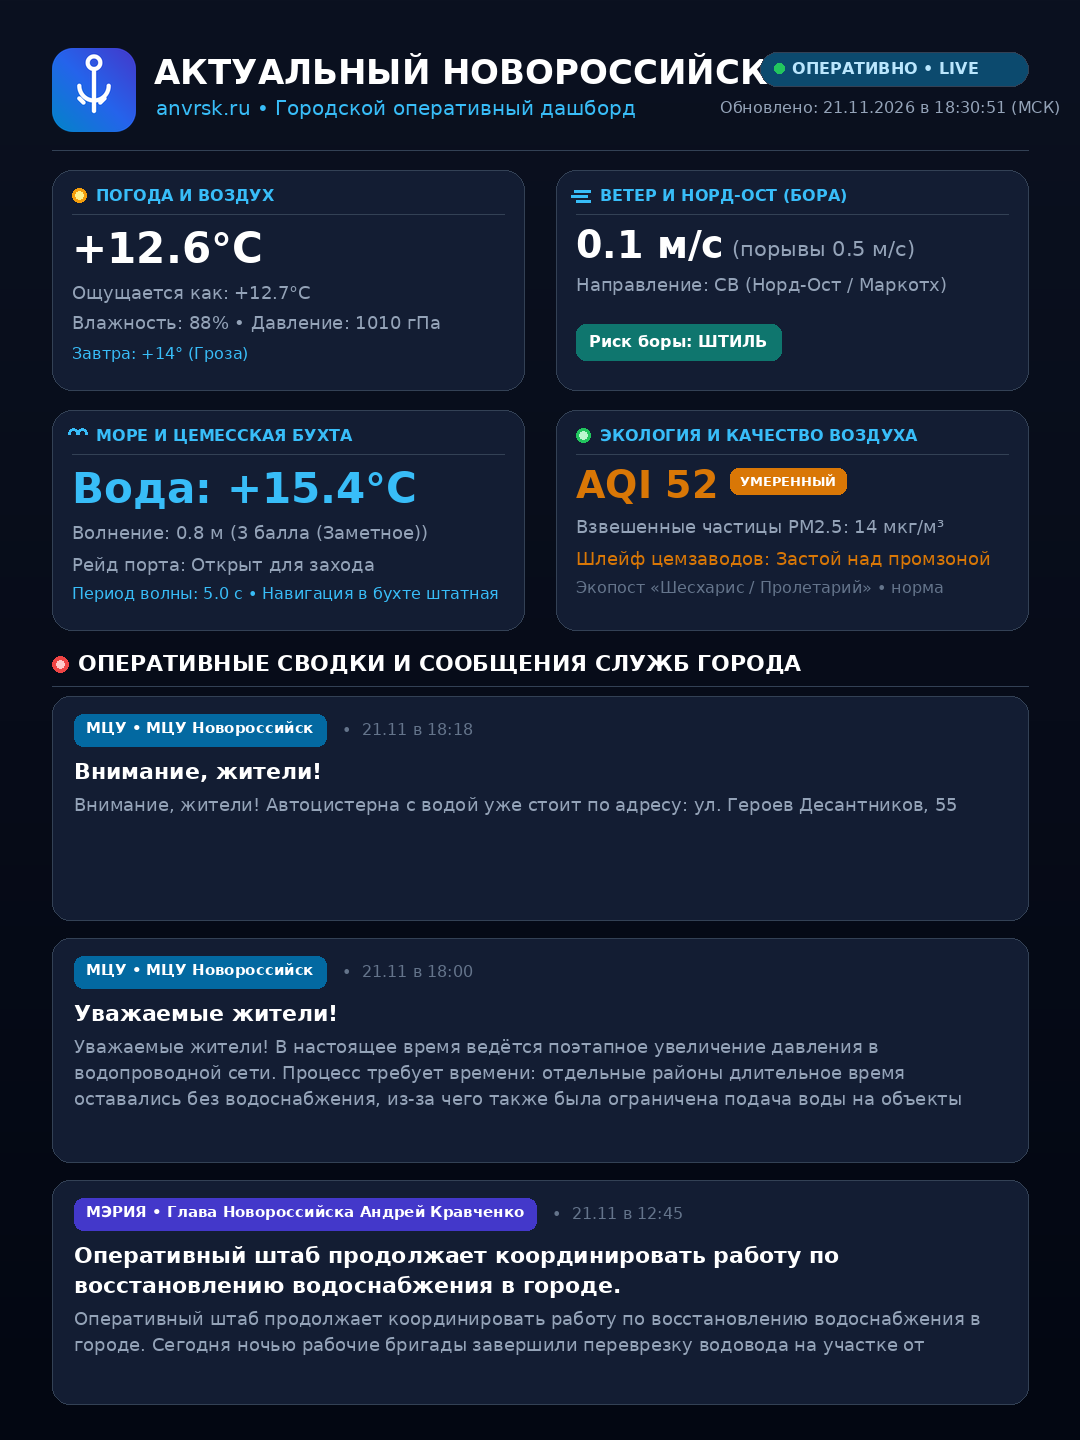 АКТУАЛЬНЫЙ НОВОРОССИЙСК
ОПЕРАТИВНО • LIVE
anvrsk.ru • Городской оперативный дашборд
Обновлено: 21.11.2026 в 18:30:51 (МСК)
ПОГОДА И ВОЗДУХ
+12.6°C
Ощущается как: +12.7°C
Влажность: 88% • Давление: 1010 гПа
Завтра: +14° (Гроза)
ВЕТЕР И НОРД-ОСТ (БОРА)
0.1 м/с (порывы 0.5 м/с)
Направление: СВ (Норд-Ост / Маркотх)
Риск боры: ШТИЛЬ
МОРЕ И ЦЕМЕССКАЯ БУХТА
Вода: +15.4°C
Волнение: 0.8 м (3 балла (Заметное))
Рейд порта: Открыт для захода
Период волны: 5.0 с • Навигация в бухте штатная
ЭКОЛОГИЯ И КАЧЕСТВО ВОЗДУХА
AQI 52 УМЕРЕННЫЙ
Взвешенные частицы PM2.5: 14 мкг/м³
Шлейф цемзаводов: Застой над промзоной
Экопост «Шесхарис / Пролетарий» • норма
ОПЕРАТИВНЫЕ СВОДКИ И СООБЩЕНИЯ СЛУЖБ ГОРОДА
МЦУ • МЦУ Новороссийск • 21.11 в 18:18
Внимание, жители!
Внимание, жители! Автоцистерна с водой уже стоит по адресу: ул. Героев Десантников, 55
МЦУ • МЦУ Новороссийск • 21.11 в 18:00
Уважаемые жители!
Уважаемые жители! В настоящее время ведётся поэтапное увеличение давления в
водопроводной сети. Процесс требует времени: отдельные районы длительное время
оставались без водоснабжения, из-за чего также была ограничена подача воды на объекты
МЭРИЯ • Глава Новороссийска Андрей Кравченко • 21.11 в 12:45
Оперативный штаб продолжает координировать работу по
восстановлению водоснабжения в городе.
Оперативный штаб продолжает координировать работу по восстановлению водоснабжения в
городе. Сегодня ночью рабочие бригады завершили переврезку водовода на участке от